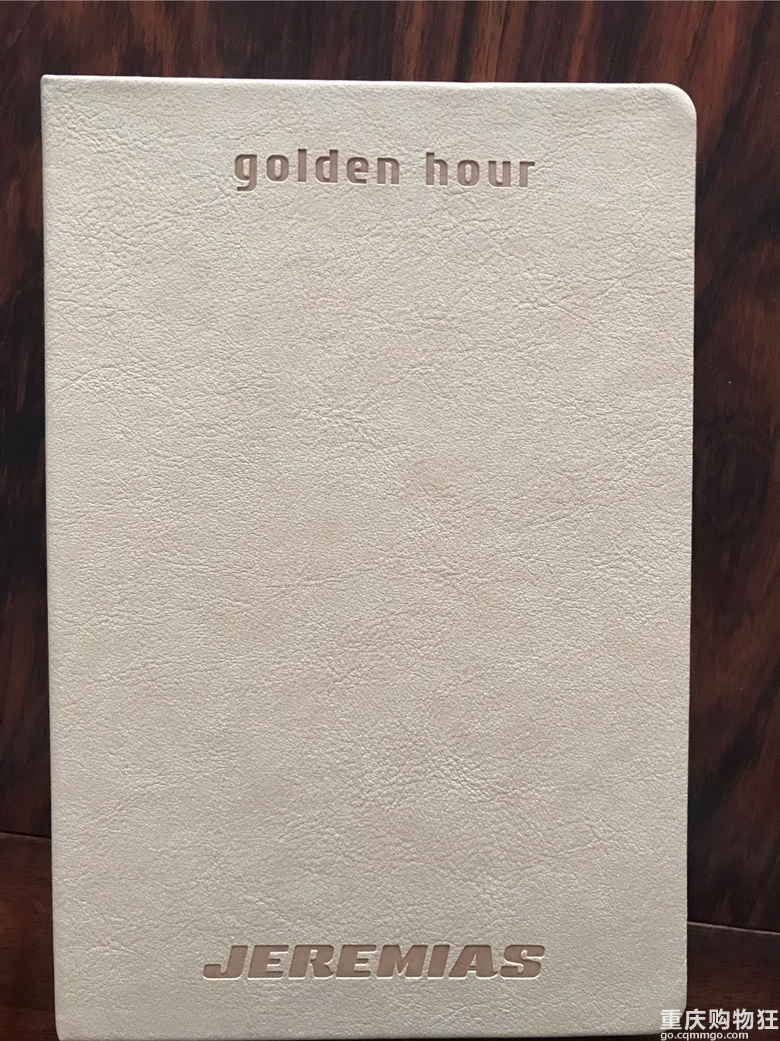 golden hour
JEREMIAS
重庆购物狂
go.cqmmgo.com